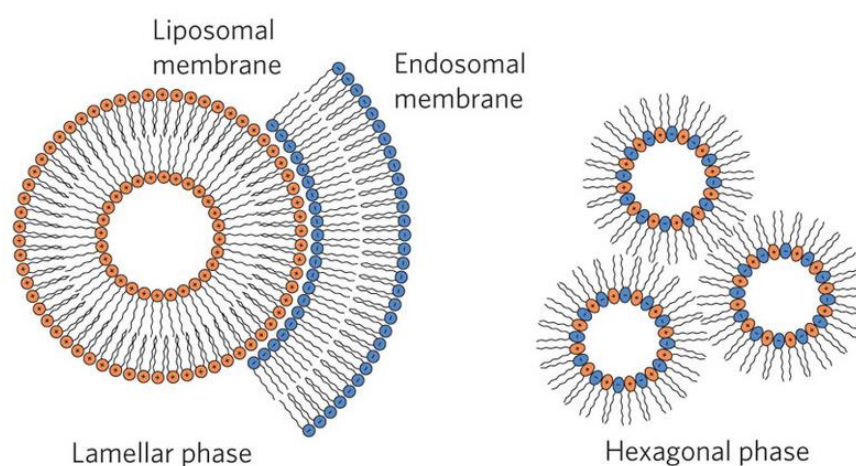 Liposomal
membrane
Endosomal
membrane
Lamellar phase
Hexagonal phase